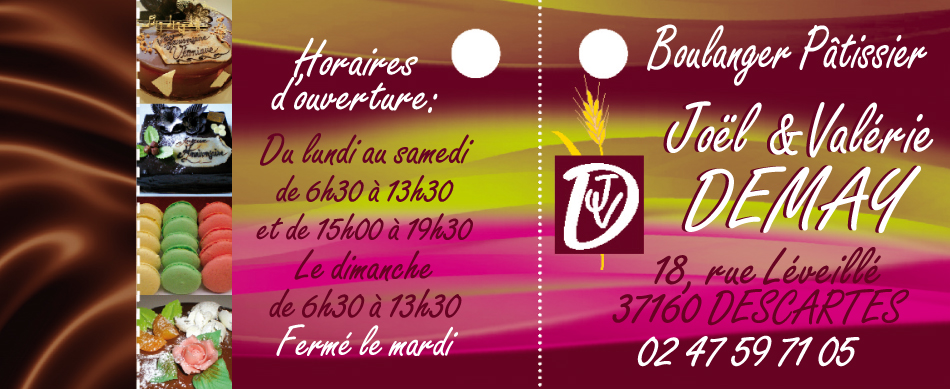 Horaires
d'ouverture:
Du lundi au samedi
de 6h30 à 13h30
et de 15h00 à 19h30
Le dimanche
de 6h30 à 13h30
Fermé le mardi
Boulanger Pâtissier
Joël & Valérie
DEMAY
18, rue Léveillé
37160 DESCARTES
02 47 59 71 05